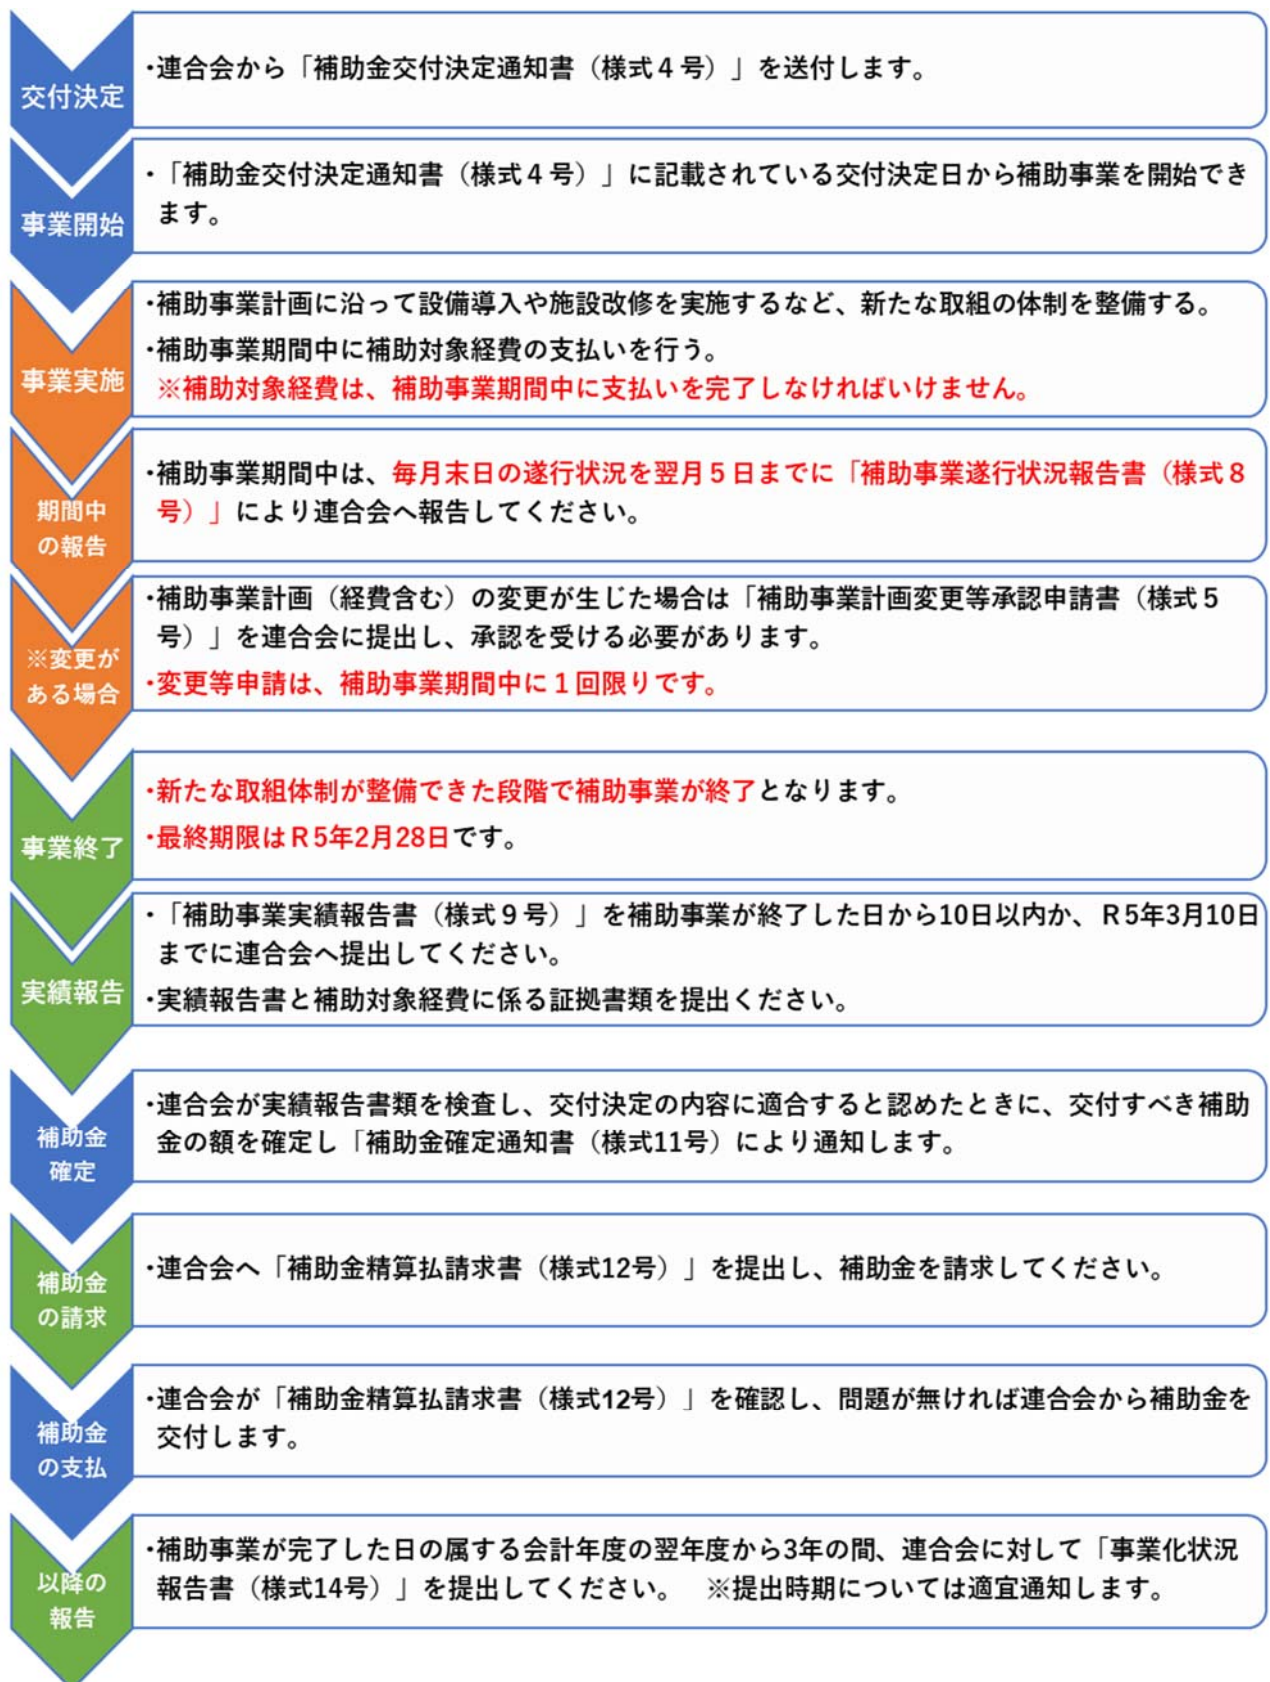 交付決定
・連合会から「補助金交付決定通知書（様式４号）」を送付します。
事業開始
・「補助金交付決定通知書（様式４号）」に記載されている交付決定日から補助事業を開始でき
ます。
事業実施
・補助事業計画に沿って設備導入や施設改修を実施するなど、新たな取組の体制を整備する。
・補助事業期間中に補助対象経費の支払いを行う。
※補助対象経費は、補助事業期間中に支払いを完了しなければいけません。
期間中
の報告
・補助事業期間中は、毎月末日の遂行状況を翌月５日までに「補助事業遂行状況報告書（様式８
号）」により連合会へ報告してください。
※変更が
ある場合
・補助事業計画（経費含む）の変更が生じた場合は「補助事業計画変更等承認申請書（様式５
号）」を連合会に提出し、承認を受ける必要があります。
・変更等申請は、補助事業期間中に１回限りです。
事業終了
・新たな取組体制が整備できた段階で補助事業が終了となります。
・最終期限はＲ5年2月28日です。
実績報告
・「補助事業実績報告書（様式９号）」を補助事業が終了した日から10日以内か、Ｒ5年3月10日
までに連合会へ提出してください。
・実績報告書と補助対象経費に係る証拠書類を提出ください。
補助金
確定
・連合会が実績報告書類を検査し、交付決定の内容に適合すると認めたときに、交付すべき補助
金の額を確定し「補助金確定通知書（様式11号）により通知します。
補助金
の請求
・連合会へ「補助金精算払請求書（様式12号）」を提出し、補助金を請求してください。
補助金
の支払
・連合会が「補助金精算払請求書（様式12号）」を確認し、問題が無ければ連合会から補助金を
交付します。
以降の
報告
・補助事業が完了した日の属する会計年度の翌年度から3年の間、連合会に対して「事業化状況
報告書（様式14号）」を提出してください。　※提出時期については適宜通知します。